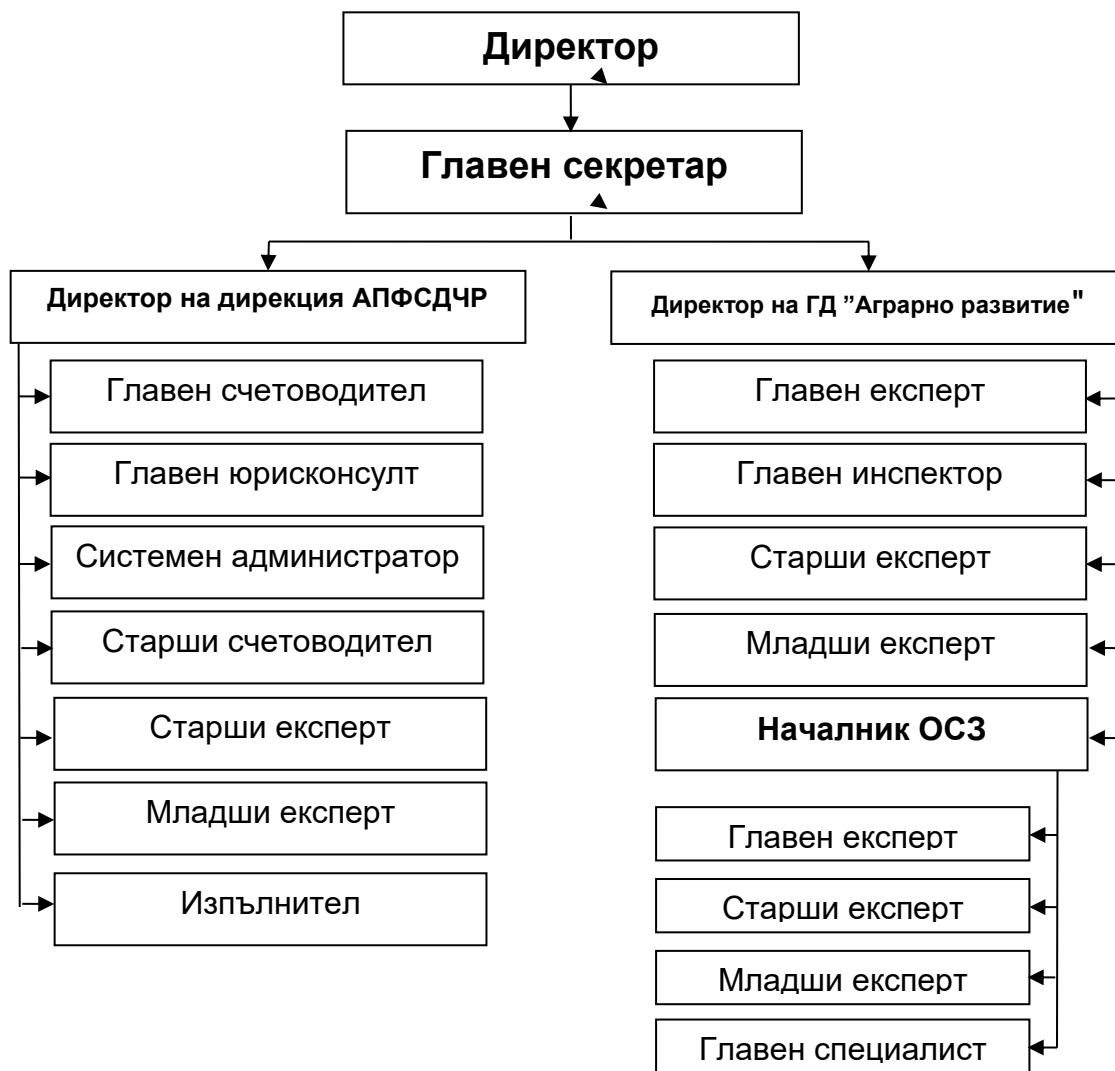 Директор
Главен секретар
Директор на дирекция АПФСДЧР
Главен счетоводител
Главен юрисконсулт
Системен администратор
Старши счетоводител
Старши експерт
Младши експерт
Изпълнител
Директор на ГД ”Аграрно развитие"
Главен експерт
Главен инспектор
Старши експерт
Младши експерт
Началник ОСЗ
Главен експерт
Старши експерт
Младши експерт
Главен специалист